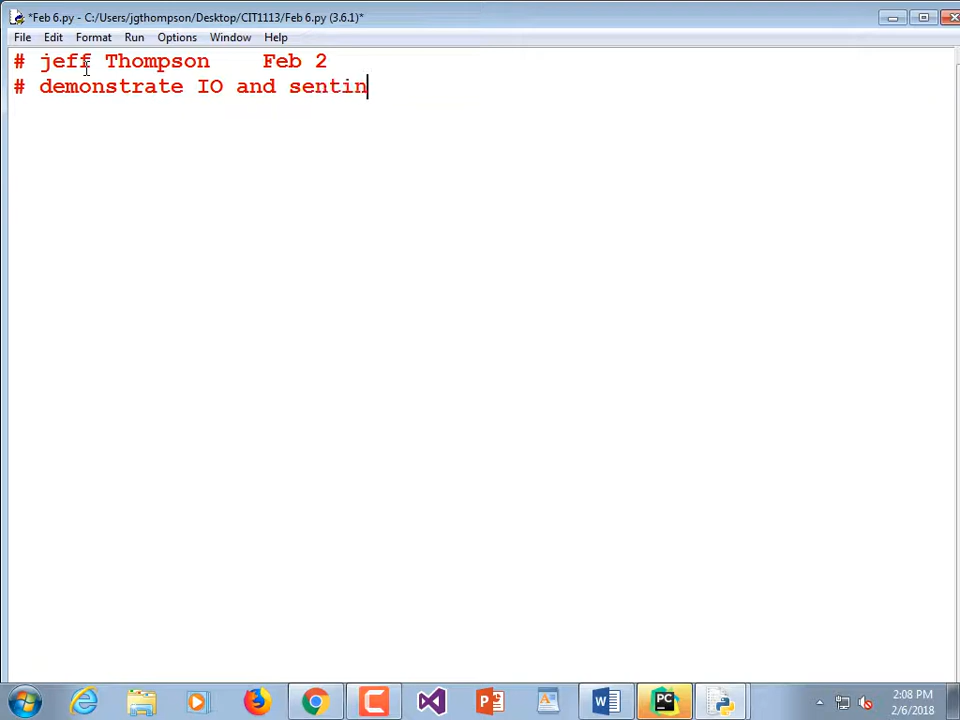 *Feb 6.py - C:/Users/jgthompson/Desktop/CIT1113/Feb 6.py (3.6.1)*
File Edit Format Run Options Window Help
# jeff Thompson    Feb 2
# demonstrate IO and sentin
2:08 PM
2/6/2018